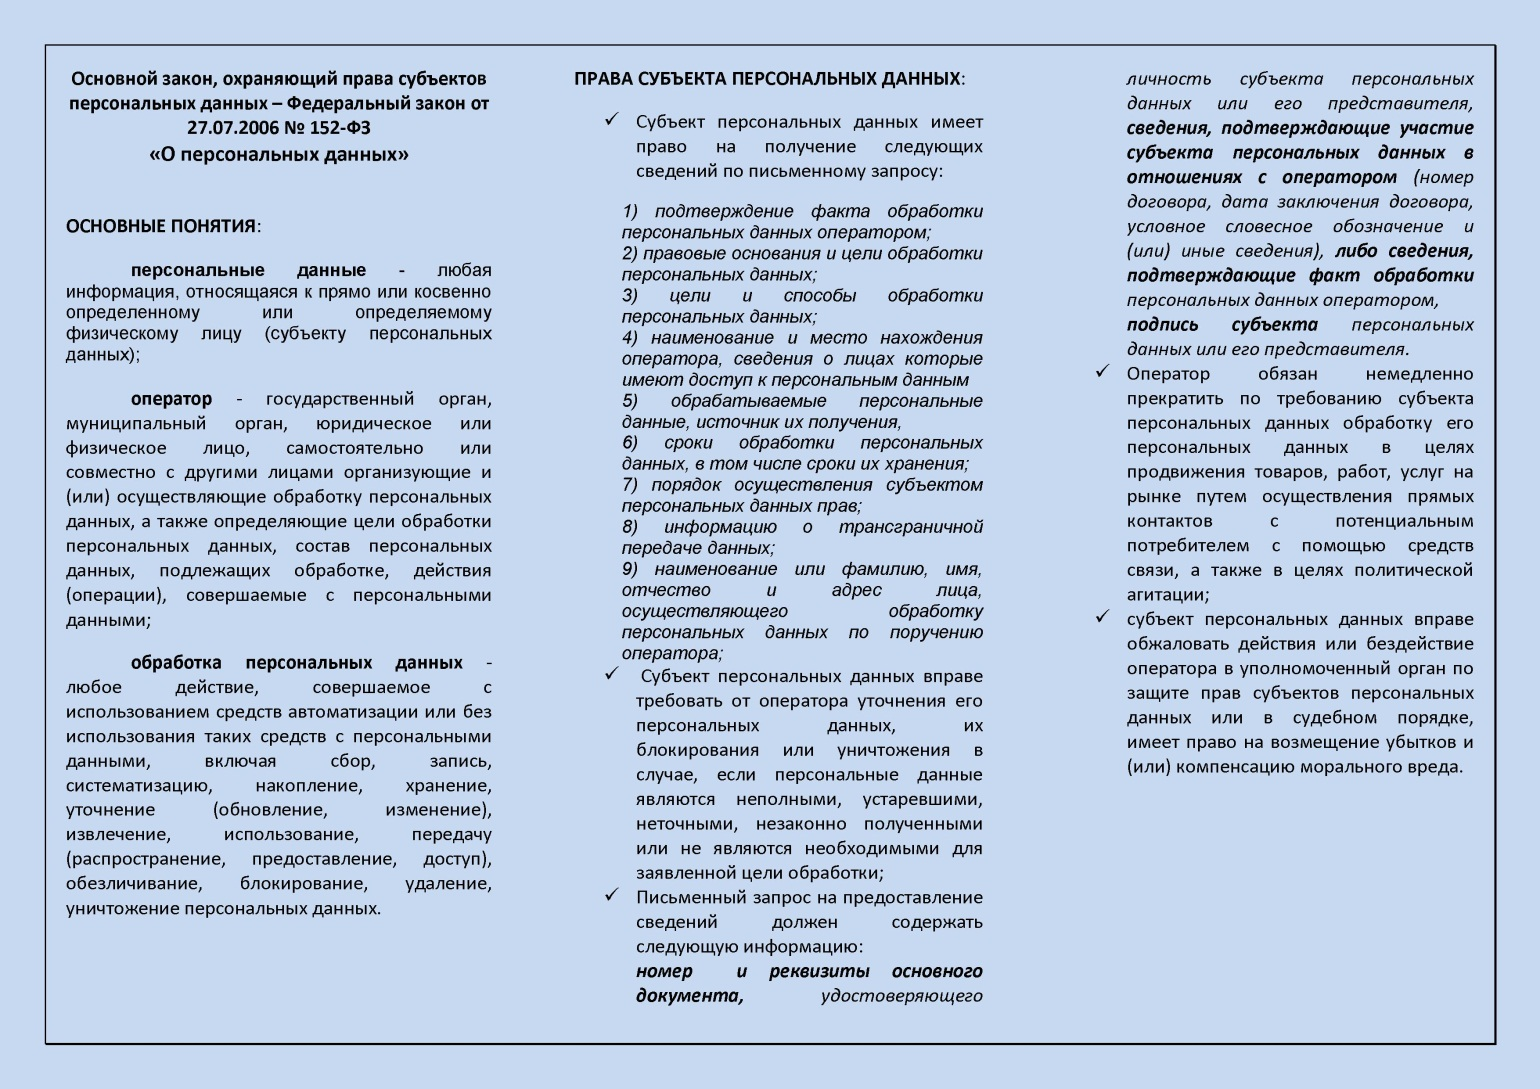 Основной закон, охраняющий права субъектов
персональных данных – Федеральный закон от
27.07.2006 № 152-ФЗ
«О персональных данных»
ОСНОВНЫЕ ПОНЯТИЯ:
персональные данные - любая
информация, относящаяся к прямо или косвенно
определенному или определяемому
физическому лицу (субъекту персональных
данных);
оператор - государственный орган,
муниципальный орган, юридическое или
физическое лицо, самостоятельно или
совместно с другими лицами организующие и
(или) осуществляющие обработку персональных
данных, а также определяющие цели обработки
персональных данных, состав персональных
данных, подлежащих обработке, действия
(операции), совершаемые с персональными
данными;
обработка персональных данных -
любое действие, совершаемое с
использованием средств автоматизации или без
использования таких средств с персональными
данными, включая сбор, запись,
систематизацию, накопление, хранение,
уточнение (обновление, изменение),
извлечение, использование, передачу
(распространение, предоставление, доступ),
обезличивание, блокирование, удаление,
уничтожение персональных данных.
ПРАВА СУБЪЕКТА ПЕРСОНАЛЬНЫХ ДАННЫХ:
✓ Субъект персональных данных имеет
право на получение следующих
сведений по письменному запросу:
1) подтверждение факта обработки
персональных данных оператором;
2) правовые основания и цели обработки
персональных данных;
3) цели и способы обработки
персональных данных;
4) наименование и место нахождения
оператора, сведения о лицах которые
имеют доступ к персональным данным
5) обрабатываемые персональные
данные, источник их получения,
6) сроки обработки персональных
данных, в том числе сроки их хранения;
7) порядок осуществления субъектом
персональных данных прав;
8) информацию о трансграничной
передаче данных;
9) наименование или фамилию, имя,
отчество и адрес лица,
осуществляющего обработку
персональных данных по поручению
оператора;
✓ Субъект персональных данных вправе
требовать от оператора уточнения его
персональных данных, их
блокирования или уничтожения в
случае, если персональные данные
являются неполными, устаревшими,
неточными, незаконно полученными
или не являются необходимыми для
заявленной цели обработки;
✓ Письменный запрос на предоставление
сведений должен содержать
следующую информацию:
номер и реквизиты основного
документа, удостоверяющего
личность субъекта персональных
данных или его представителя,
сведения, подтверждающие участие
субъекта персональных данных в
отношениях с оператором (номер
договора, дата заключения договора,
условное словесное обозначение и
(или) иные сведения), либо сведения,
подтверждающие факт обработки
персональных данных оператором,
подпись субъекта персональных
данных или его представителя.
✓ Оператор обязан немедленно
прекратить по требованию субъекта
персональных данных обработку его
персональных данных в целях
продвижения товаров, работ, услуг на
рынке путем осуществления прямых
контактов с потенциальным
потребителем с помощью средств
связи, а также в целях политической
агитации;
✓ субъект персональных данных вправе
обжаловать действия или бездействие
оператора в уполномоченный орган по
защите прав субъектов персональных
данных или в судебном порядке,
имеет право на возмещение убытков и
(или) компенсацию морального вреда.